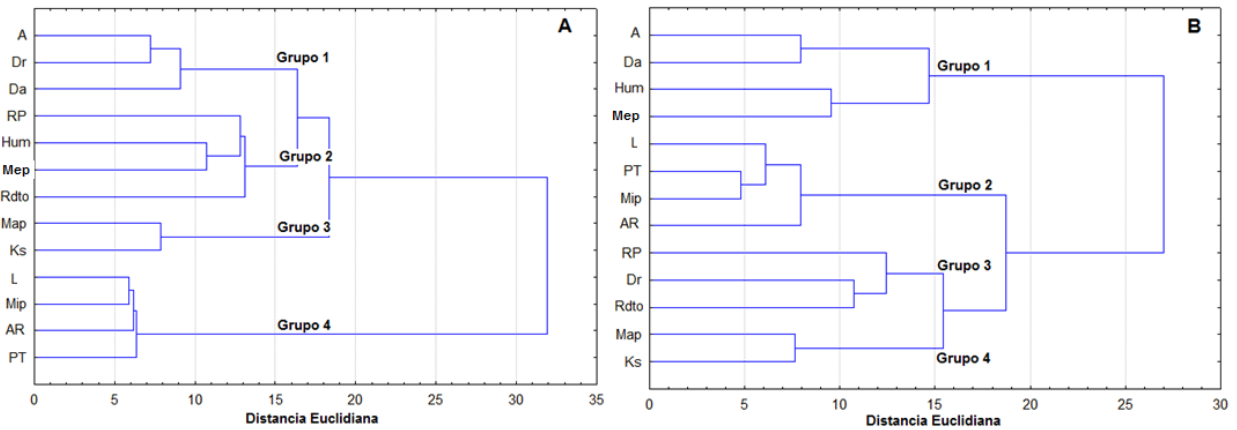 A
A
Dr
Da
Grupo 1
RP
Hum
Mep
Grupo 2
Rdto
Map
Ks
Grupo 3
L
Mip
AR
PT
Grupo 4
0 5 10 15 20 25 30 35
Distancia Euclidiana
B
A
Da
Grupo 1
Hum
Mep
L
PT
Mip
Grupo 2
AR
RP
Grupo 3
Dr
Rdto
Map
Ks
Grupo 4
0 5 10 15 20 25 30
Distancia Euclidiana